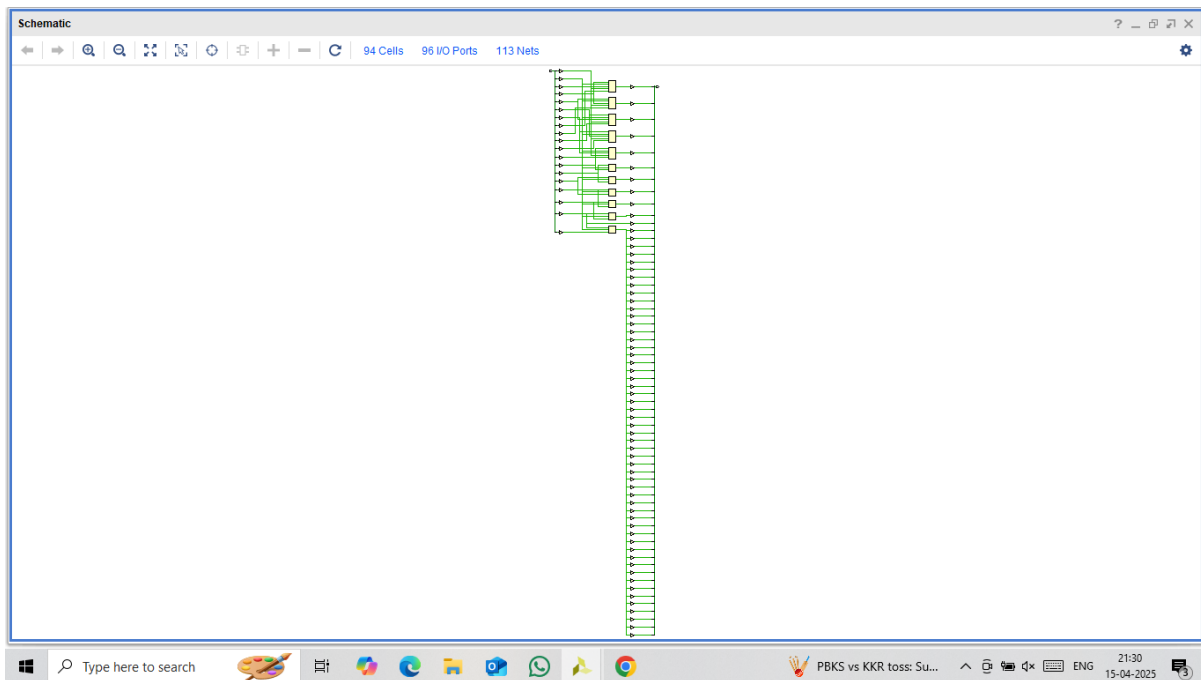 Schematic
94 Cells 96 I/O Ports 113 Nets
Type here to search
PBKS vs KKR toss: Su...
ENG
21:30
15-04-2025
3